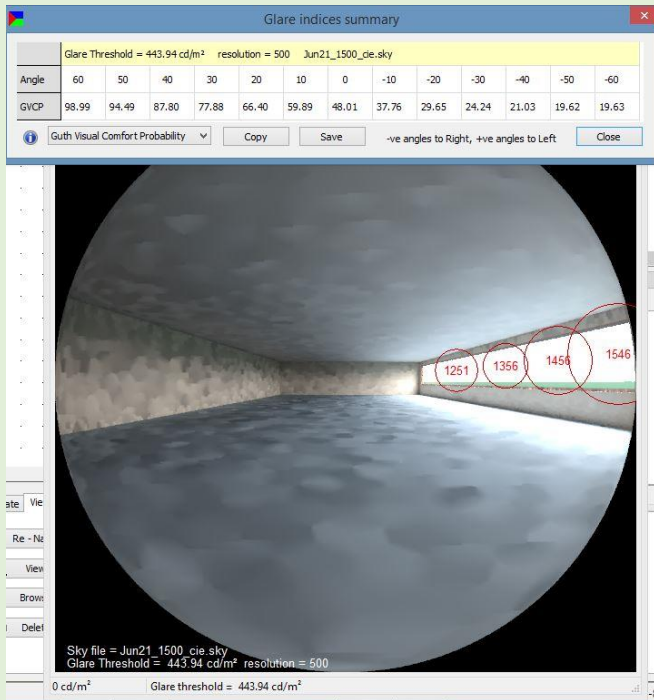 Glare indices summary
Glare Threshold = 443.94 cd/m² resolution = 500 Jun21_1500_cie.sky
Angle 60 50 40 30 20 10 0 -10 -20 -30 -40 -50 -60
GVCP 98.99 94.49 87.80 77.88 66.40 59.89 48.01 37.76 29.65 24.24 21.03 19.62 19.63
Guth Visual Comfort Probability Copy Save -ve angles to Right, +ve angles to Left Close
1251 1356 1456 1546
ate Vie
Re - Na
View
Brow
Delet
Sky file = Jun21_1500_cie.sky
Glare Threshold = 443.94 cd/m² resolution = 500
0 cd/m² Glare threshold = 443.94 cd/m²